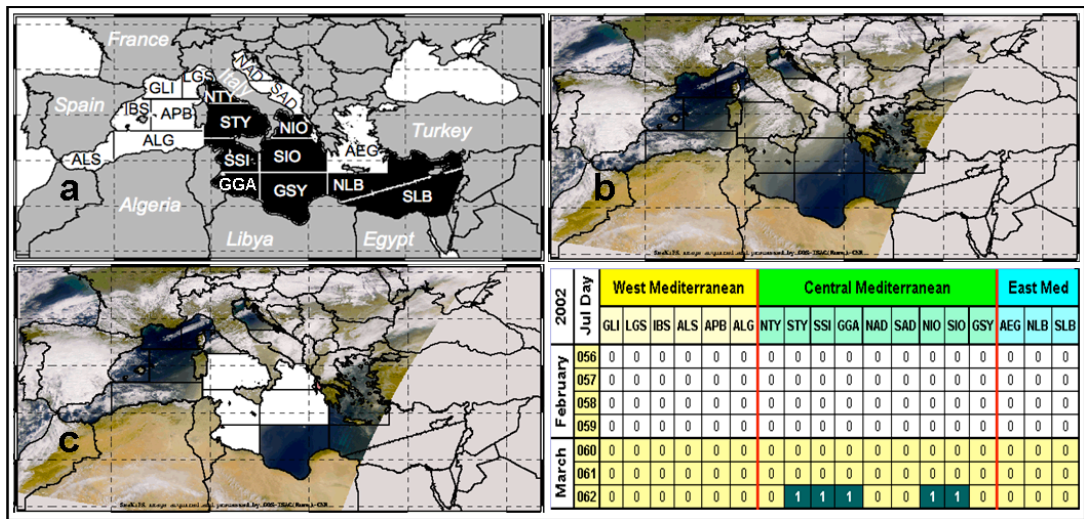 France
Spain
Italy
Turkey
Algeria
Libya
Egypt
GLI
LGS
NAD
SAD
NTY
IBS
APB
STY
NIO
ALG
AEG
ALS
SSI
SIO
GGA
GSY
NLB
SLB
a
b
c
2002
Jul Day
West Mediterranean Central Mediterranean East Med
GLI LGS IBS ALS APB ALG NTY STY SSI GGA NAD SAD NIO SIO GSY AEG NLB SLB
February
056 0 0 0 0 0 0 0 0 0 0 0 0 0 0 0 0 0 0
057 0 0 0 0 0 0 0 0 0 0 0 0 0 0 0 0 0 0
058 0 0 0 0 0 0 0 0 0 0 0 0 0 0 0 0 0 0
059 0 0 0 0 0 0 0 0 0 0 0 0 0 0 0 0 0 0
March
060 0 0 0 0 0 0 0 0 0 0 0 0 0 0 0 0 0 0
061 0 0 0 0 0 0 0 0 0 0 0 0 0 0 0 0 0 0
062 0 0 0 0 0 0 0 1 1 1 0 0 1 1 0 0 0 0